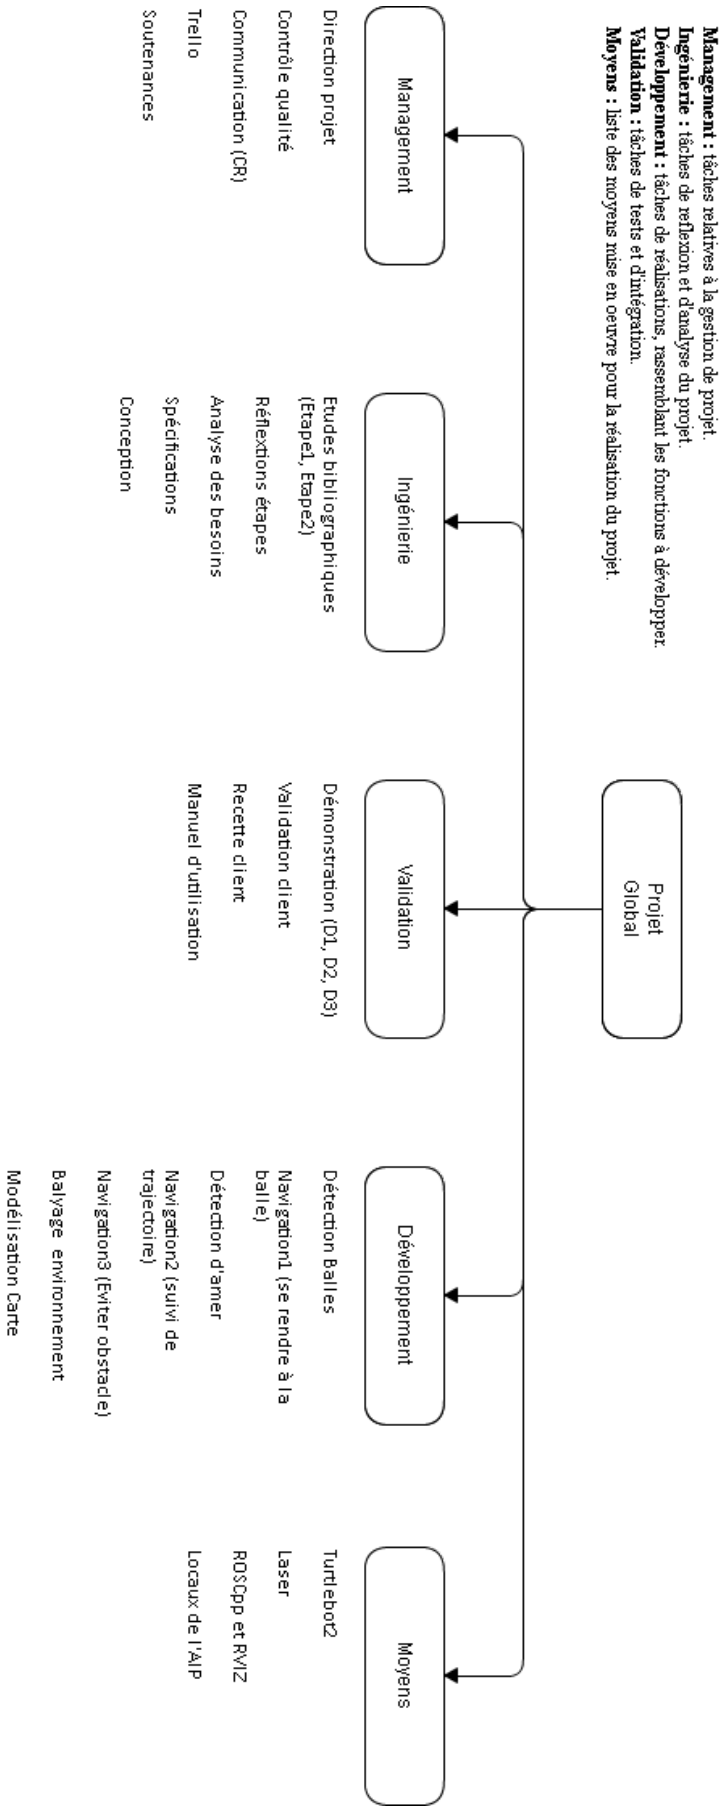 Management : tâches relatives à la gestion de projet.
Ingénierie : tâches de reflexion et d'analyse du projet.
Développement : tâches de réalisations, rassemblant les fonctions à développer.
Validation : tâches de tests et d'intégration.
Moyens : liste des moyens mise en oeuvre pour la réalisation du projet.
Projet
Global
Management
Direction projet
Contrôle qualité
Communication (CR)
Trello
Soutenances
Ingénierie
Etudes bibliographiques
(Etape1, Etape2)
Réflextions étapes
Analyse des besoins
Spécifications
Conception
Validation
Démonstration (D1, D2, D3)
Validation client
Recette client
Manuel d'utilisation
Développement
Détection Balles
Navigation1 (se rendre à la
balle)
Détection d'amer
Navigation2 (suivi de
trajectoire)
Navigation3 (Eviter obstacle)
Balyage environnement
Modélisation Carte
Moyens
Turtlebot2
Laser
ROSCpp et RVIZ
Locaux de l'AIP